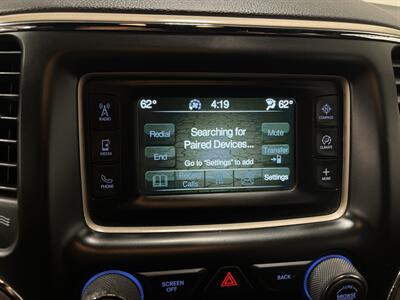 62° 4:19 62°
RADIO
COMPASS
Redial Searching for Mute
Paired Devices...
MEDIA
End
Transfer
CLIMATE
Go to "Settings" to add
PHONE
Recent
Calls
Settings
+
MORE
SCREEN
OFF
BACK
BROWSE